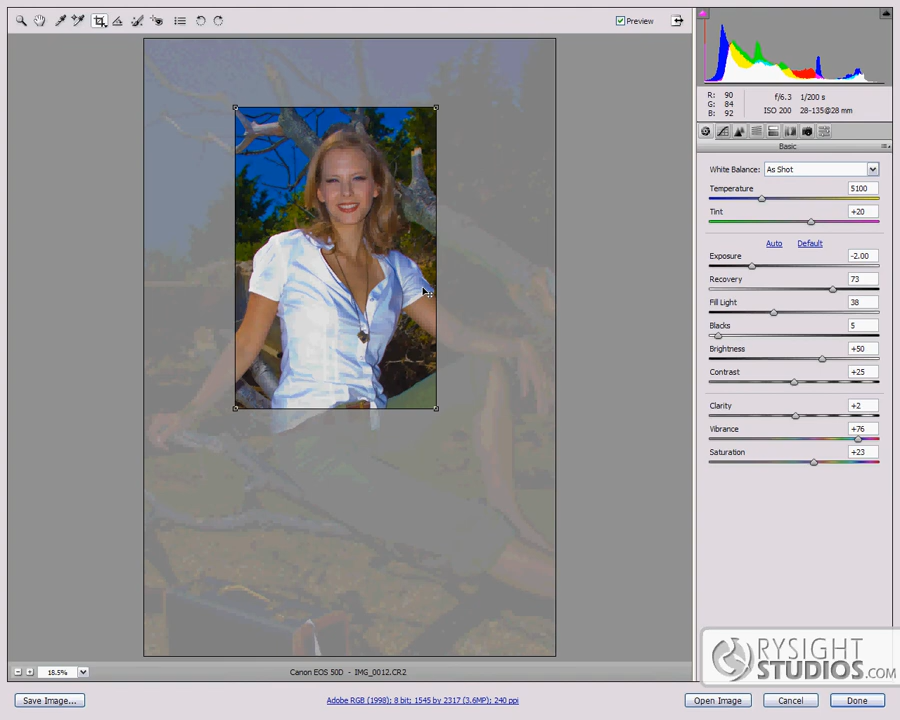 Preview
R: 90
G: 84
B: 92
f/6.3 1/200 s
ISO 200 28-135@28 mm
Basic
White Balance: As Shot
Temperature 5100
Tint +20
Auto Default
Exposure -2.00
Recovery 73
Fill Light 38
Blacks 5
Brightness +50
Contrast +25
Clarity +2
Vibrance +76
Saturation +23
RYSIGHT
STUDIOS.COM
18.5%
Canon EOS 50D - IMG_0012.CR2
Save Image...
Adobe RGB (1998); 8 bit; 1545 by 2317 (3.6MP); 240 ppi
Open Image
Cancel
Done